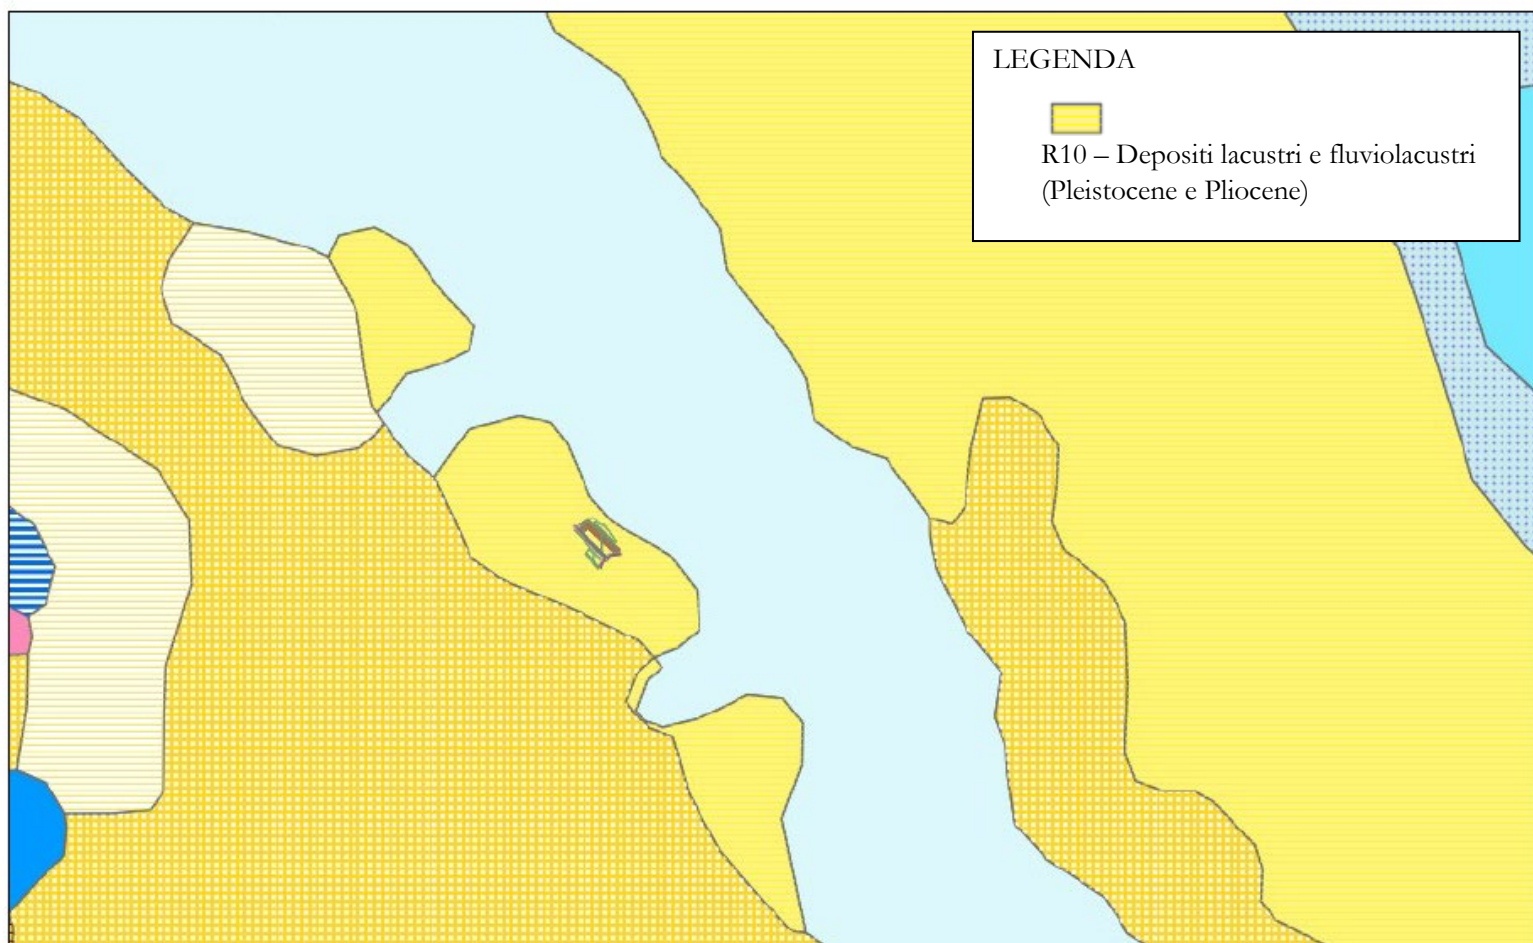 LEGENDA
R10 – Depositi lacustri e fluviolacustri
(Pleistocene e Pliocene)